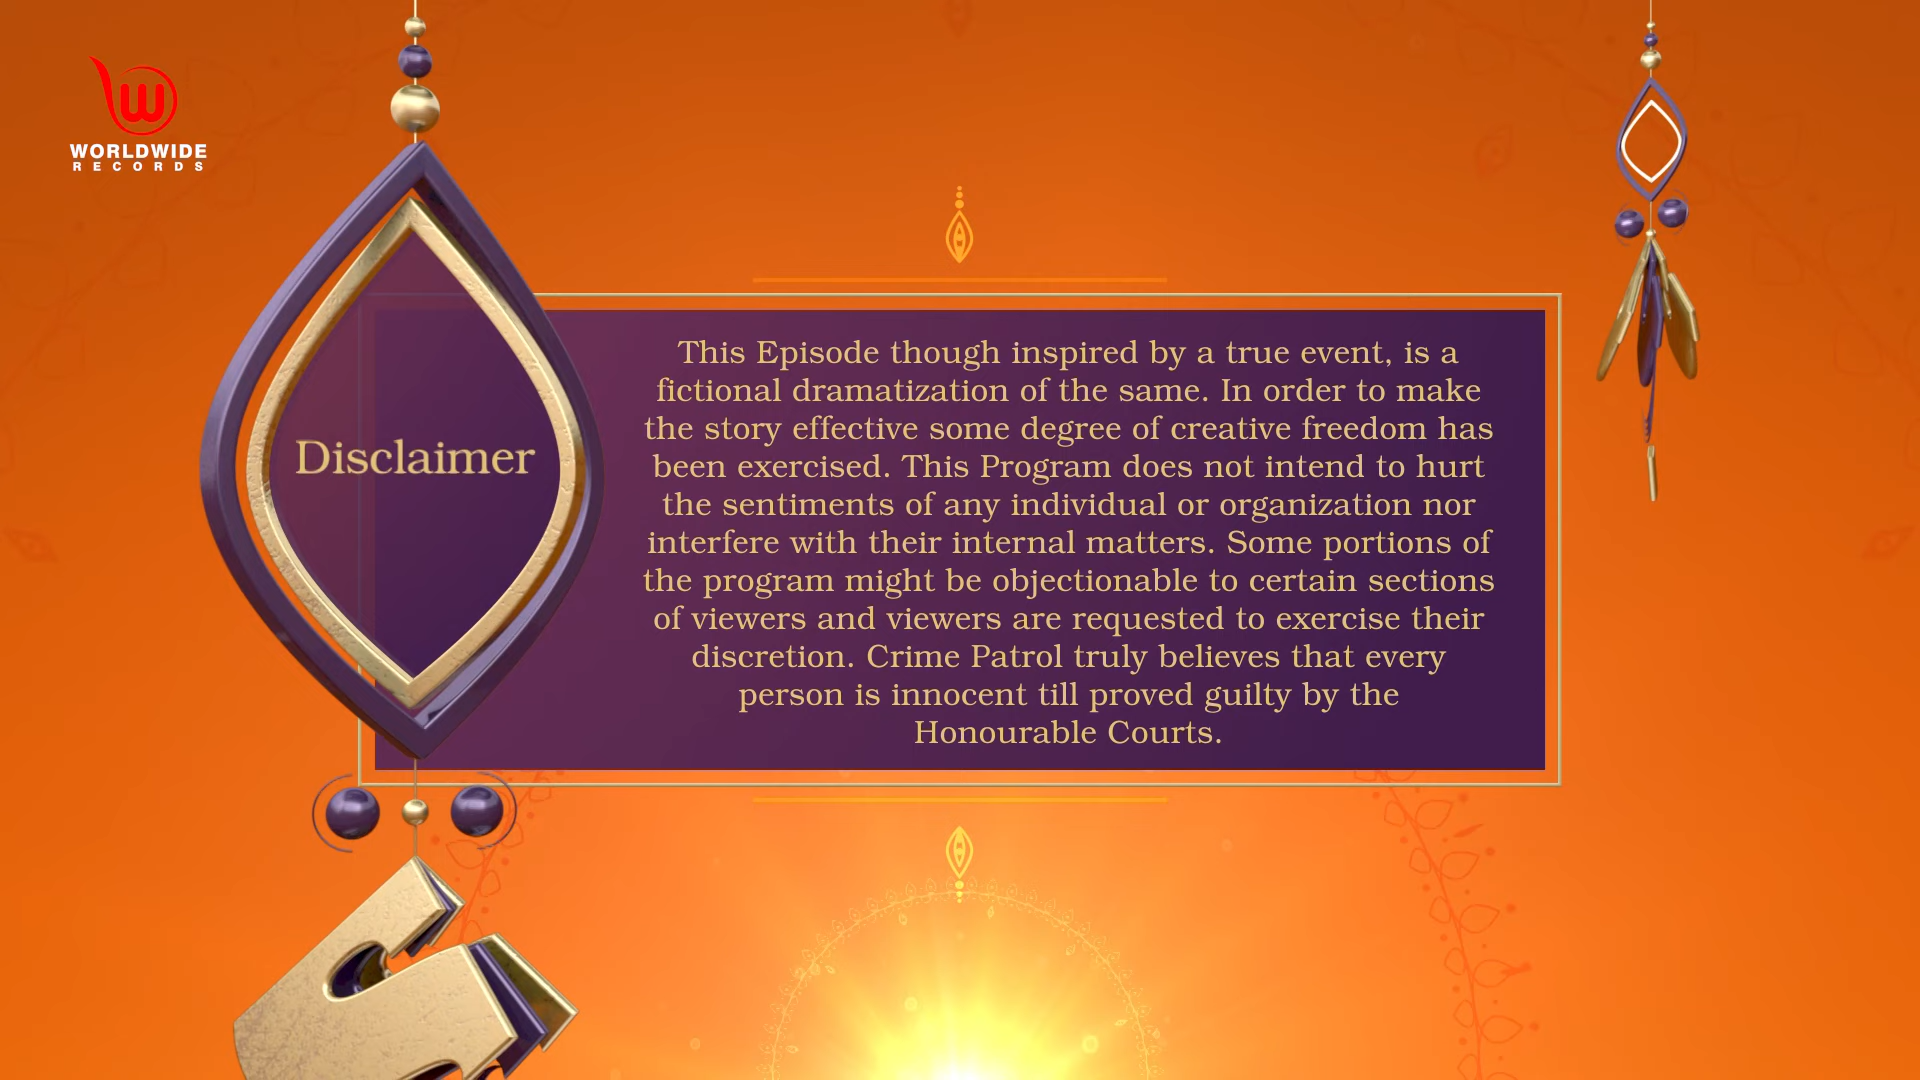 WORLDWIDE
RECORDS
Disclaimer
This Episode though inspired by a true event, is a
fictional dramatization of the same. In order to make
the story effective some degree of creative freedom has
been exercised. This Program does not intend to hurt
the sentiments of any individual or organization nor
interfere with their internal matters. Some portions of
the program might be objectionable to certain sections
of viewers and viewers are requested to exercise their
discretion. Crime Patrol truly believes that every
person is innocent till proved guilty by the
Honourable Courts.